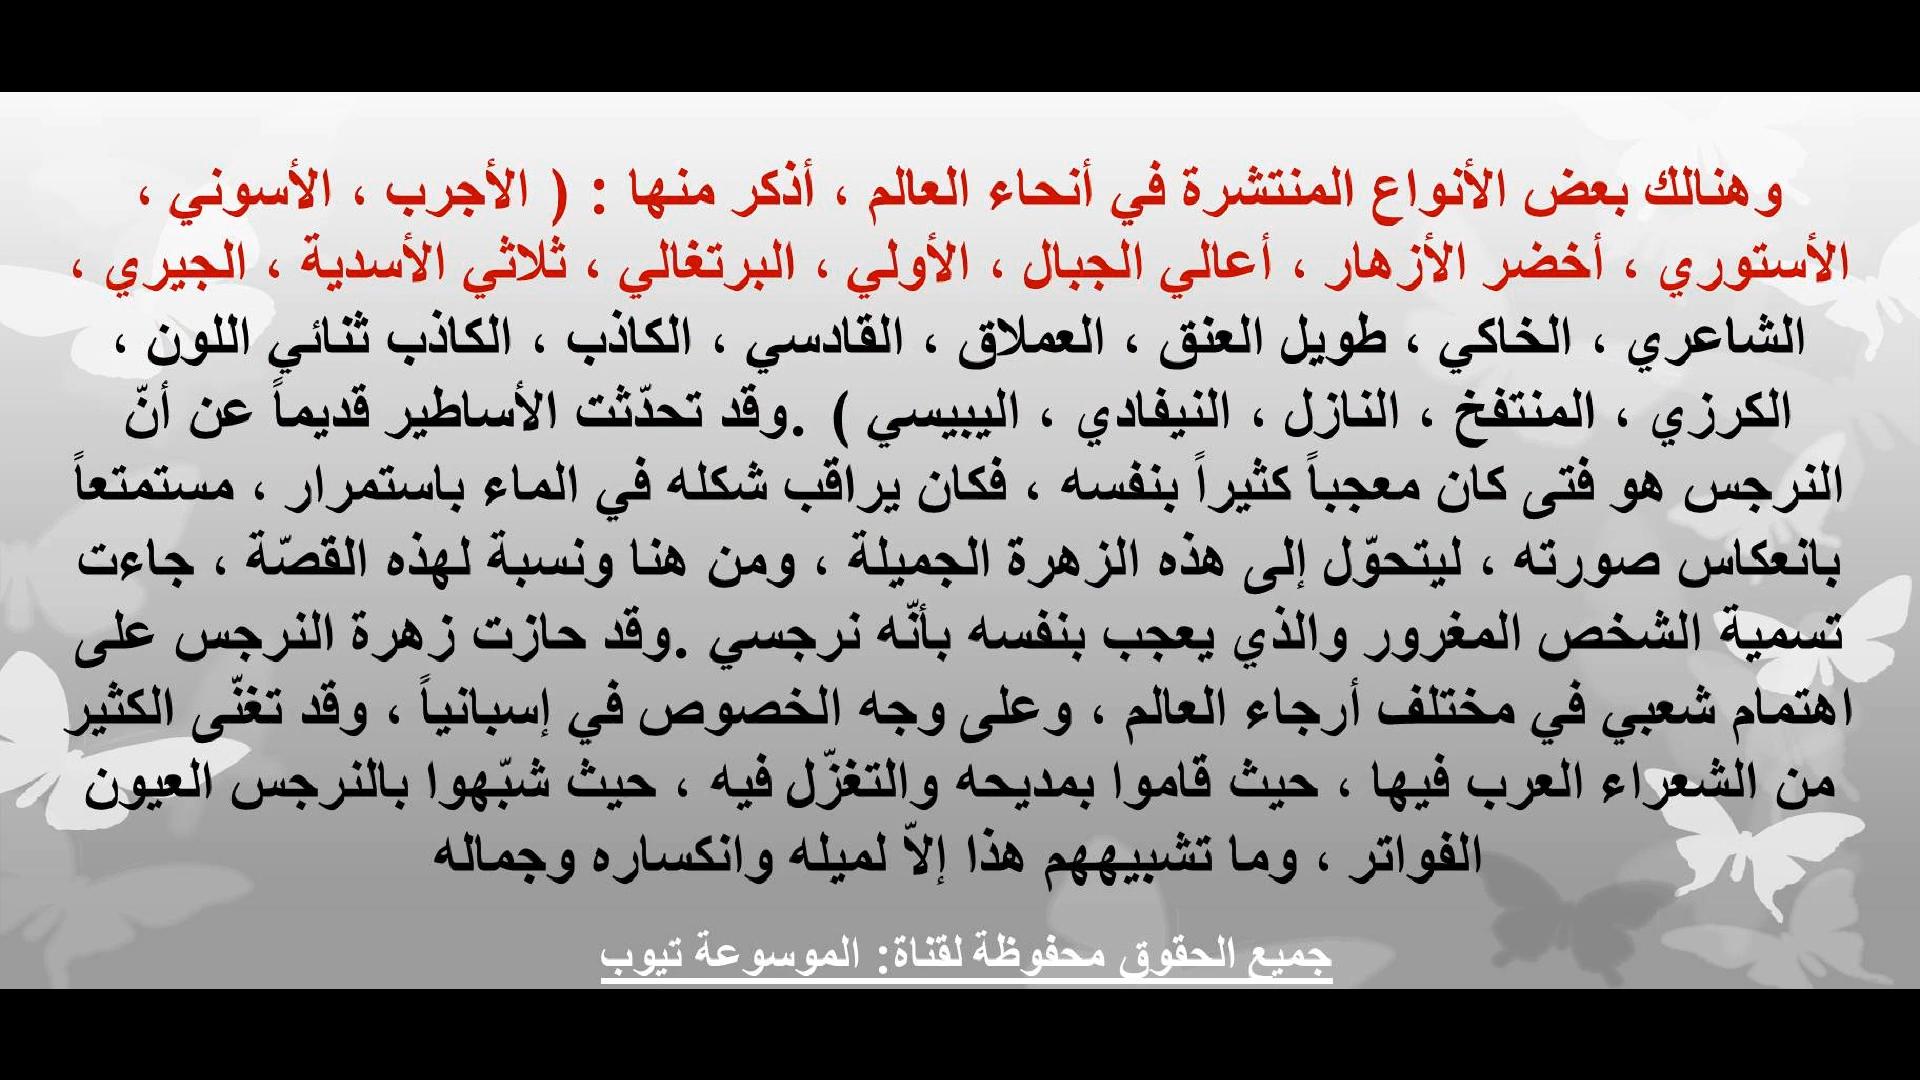 وهنالك بعض الأنواع المنتشرة في أنحاء العالم ، أذكر منها : ( الأجرب ، الأسوني ،
الأستوري ، أخضر الأزهار ، أعالي الجبال ، الأولي ، البرتغالي ، ثلاثي الأسدية ، الجيري ،
الشاعري ، الخاكي ، طويل العنق ، العملاق ، القادسي ، الكاذب ، الكاذب ثنائي اللون ،
الكرزي ، المنتفخ ، النازل ، النيفادي ، اليبيسي ) .وقد تحدّثت الأساطير قديماً عن أنّ
النرجس هو فتى كان معجباً كثيراً بنفسه ، فكان يراقب شكله في الماء باستمرار ، مستمتعاً
بانعكاس صورته ، ليتحوّل إلى هذه الزهرة الجميلة ، ومن هنا ونسبة لهذه القصّة ، جاءت
تسمية الشخص المغرور والذي يعجب بنفسه بأنّه نرجسي .وقد حازت زهرة النرجس على
اهتمام شعبي في مختلف أرجاء العالم ، وعلى وجه الخصوص في إسبانياً ، وقد تغنّى الكثير
من الشعراء العرب فيها ، حيث قاموا بمديحه والتغزّل فيه ، حيث شبّهوا بالنرجس العيون
الفواتر ، وما تشبيههم هذا إلاّ لميله وانكساره وجماله
جميع الحقوق محفوظة لقناة: الموسوعة تيوب